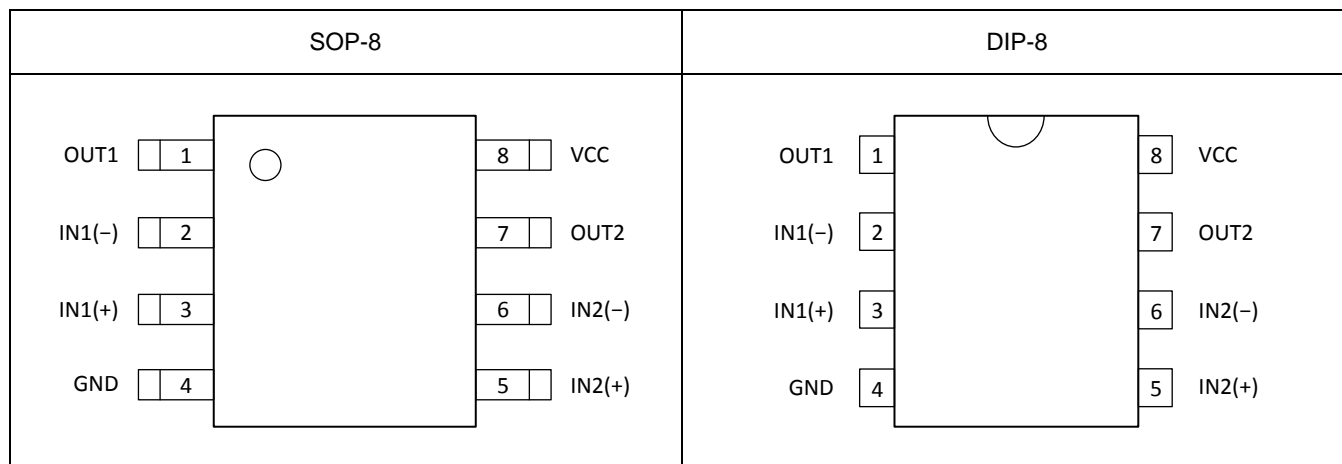 SOP-8
DIP-8
OUT1 1 8 VCC
IN1(−) 2 7 OUT2
IN1(+) 3 6 IN2(−)
GND 4 5 IN2(+)
OUT1 1 8 VCC
IN1(−) 2 7 OUT2
IN1(+) 3 6 IN2(−)
GND 4 5 IN2(+)